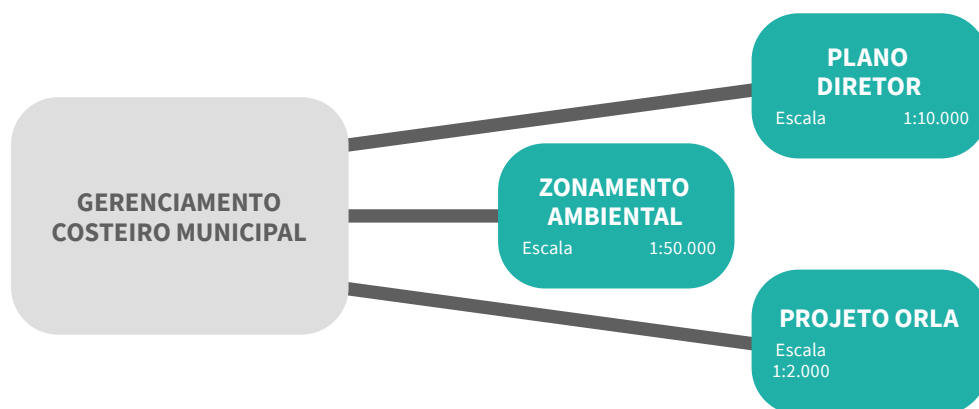 GERENCIAMENTO
COSTEIRO MUNICIPAL
PLANO
DIRETOR
Escala 1:10.000
ZONAMENTO
AMBIENTAL
Escala 1:50.000
PROJETO ORLA
Escala
1:2.000